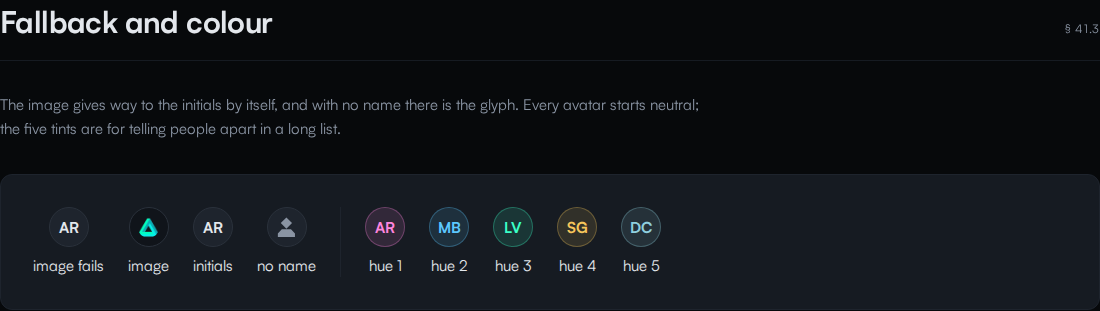 Fallback and colour
§ 41.3
The image gives way to the initials by itself, and with no name there is the glyph. Every avatar starts neutral;
the five tints are for telling people apart in a long list.
AR AR AR MB LV SG DC
image fails image initials no name hue 1 hue 2 hue 3 hue 4 hue 5